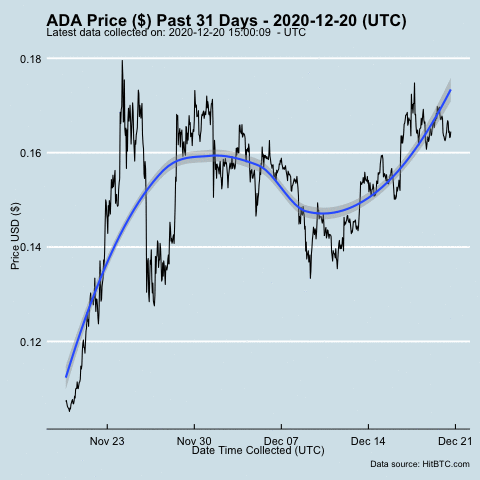 ADA Price ($) Past 31 Days - 2020-12-20 (UTC)
Latest data collected on: 2020-12-20 15:00:09 - UTC
0.18
0.16
0.14
0.12
Price USD ($)
Nov 23
Nov 30
Dec 07
Dec 14
Dec 21
Date Time Collected (UTC)
Data source: HitBTC.com